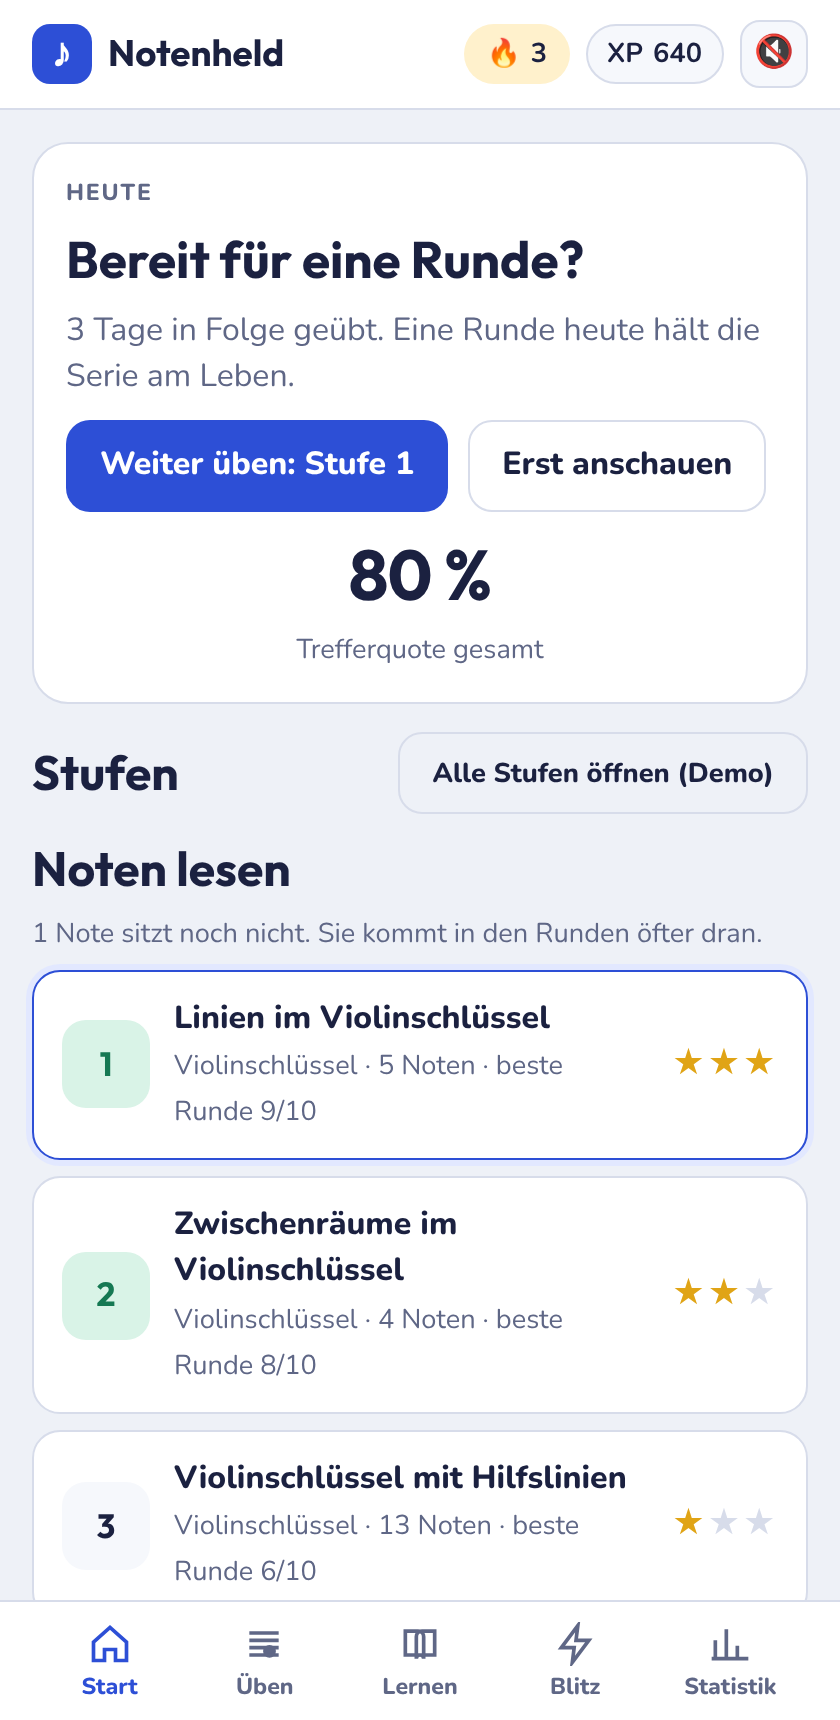 Notenheld
3
XP 640
HEUTE
Bereit für eine Runde?
3 Tage in Folge geübt. Eine Runde heute hält die
Serie am Leben.
Weiter üben: Stufe 1
Erst anschauen
80 %
Trefferquote gesamt
Stufen
Alle Stufen öffnen (Demo)
Noten lesen
1 Note sitzt noch nicht. Sie kommt in den Runden öfter dran.
1
Linien im Violinschlüssel
Violinschlüssel · 5 Noten · beste
Runde 9/10
2
Zwischenräume im
Violinschlüssel
Violinschlüssel · 4 Noten · beste
Runde 8/10
3
Violinschlüssel mit Hilfslinien
Violinschlüssel · 13 Noten · beste
Runde 6/10
Start
Üben
Lernen
Blitz
Statistik